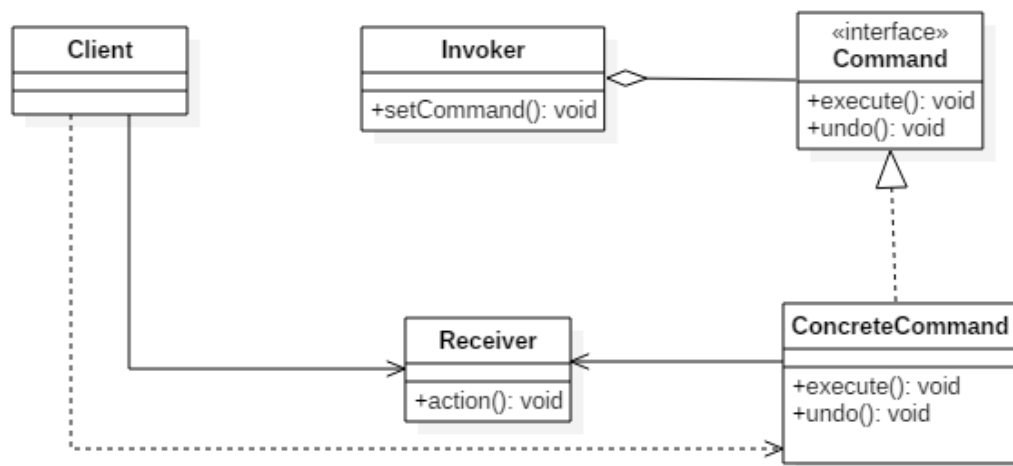 Client
Invoker
+setCommand(): void
«interface»
Command
+execute(): void
+undo(): void
Receiver
+action(): void
ConcreteCommand
+execute(): void
+undo(): void